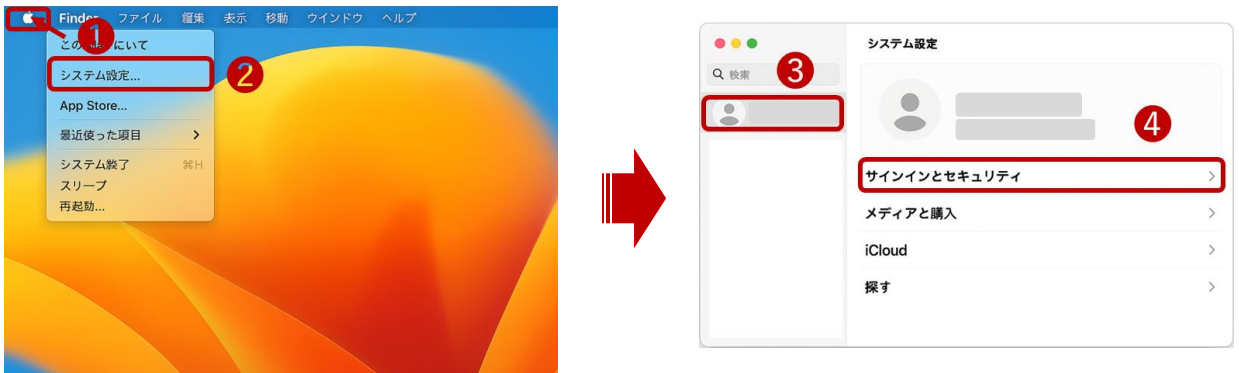 Finder ファイル 編集 表示 移動 ウインドウ ヘルプ
1
この にいて
システム設定...
2
App Store...
最近使った項目
システム終了 ⌘H
スリープ
再起動...
システム設定
検索
3
4
サインインとセキュリティ
メディアと購入
iCloud
探す